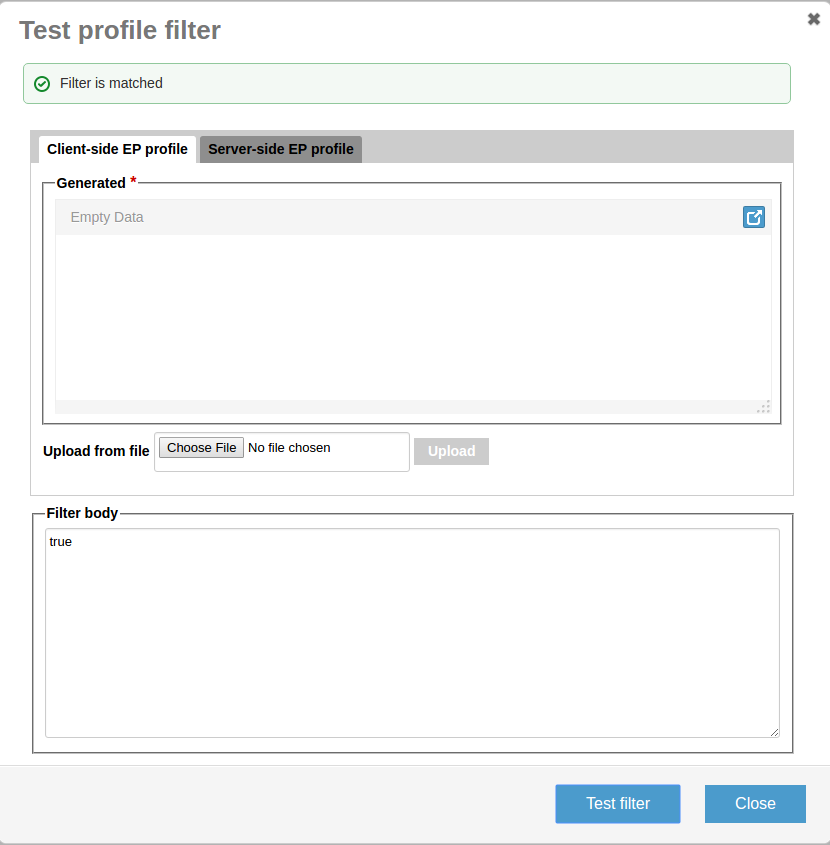 Test profile filter
Filter is matched
Client-side EP profile Server-side EP profile
Generated *
Empty Data
Upload from file Choose File No file chosen Upload
Filter body
true
Test filter Close